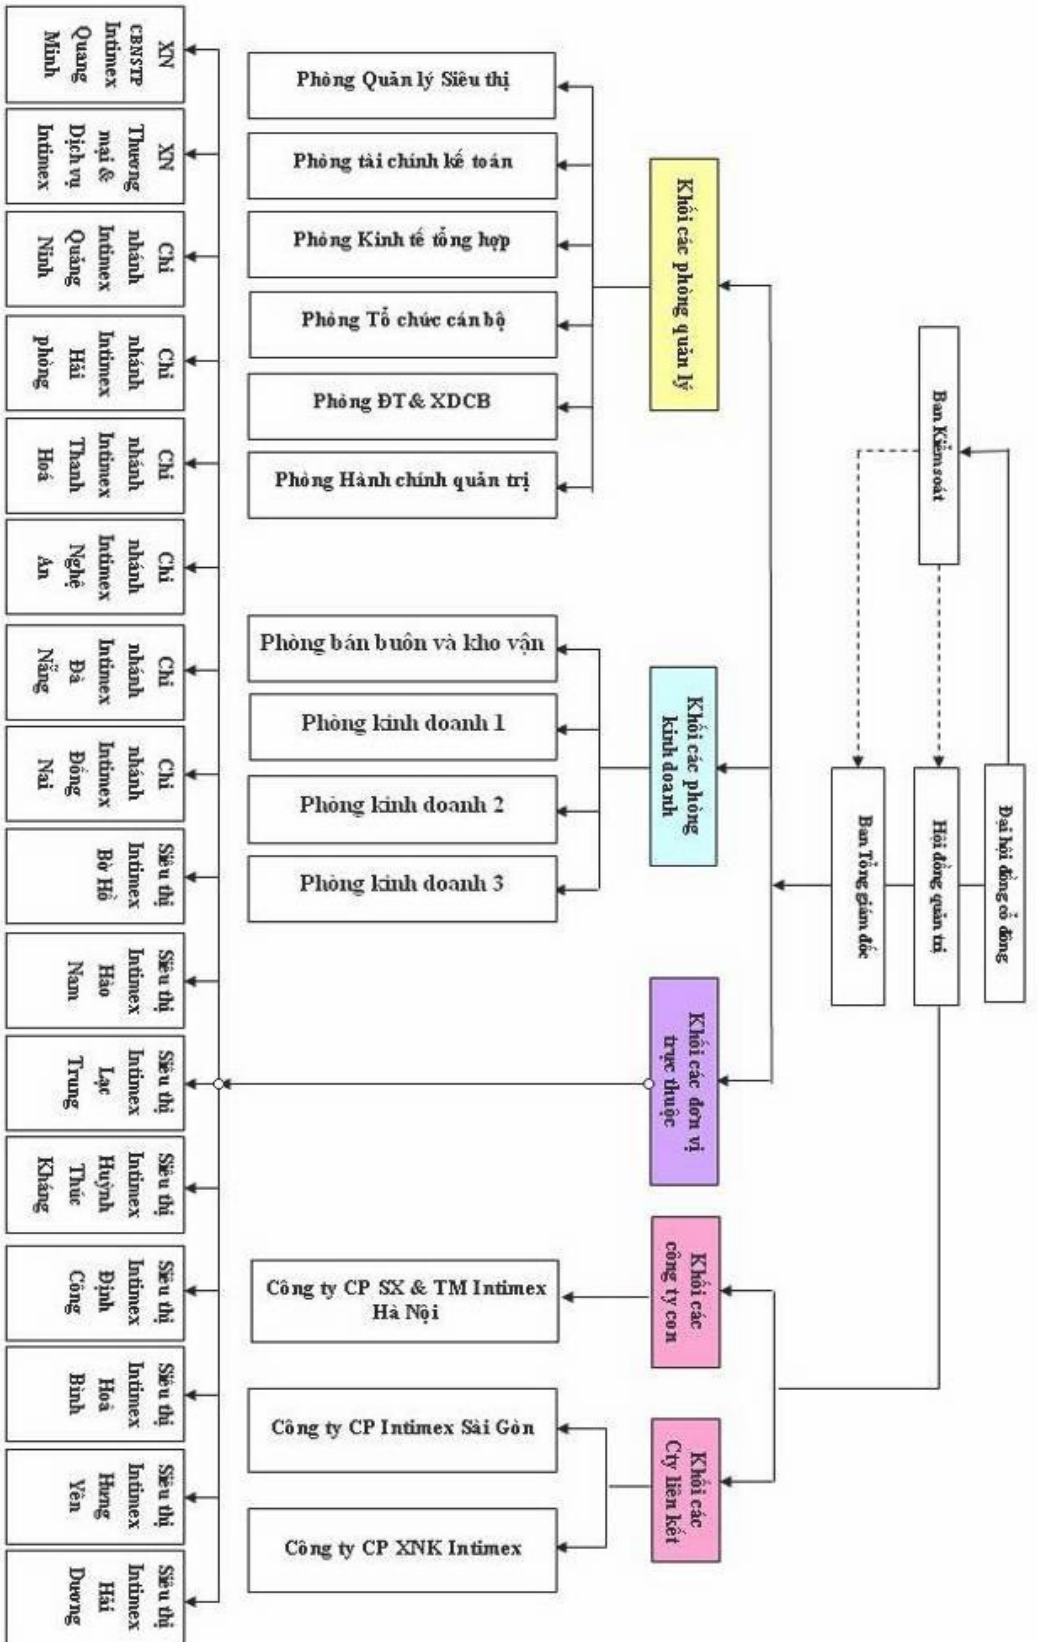 Đại hội đồng cổ đông
Ban Kiểm soát
Hội đồng quản trị
Ban Tổng giám đốc
Khối các phòng quản lý
Khối các phòng
kinh doanh
Khối các đơn vị
trực thuộc
Khối các
công ty con
Khối các
Cty liên kết
Phòng Quản lý Siêu thị
Phòng tài chính kế toán
Phòng Kinh tế tổng hợp
Phòng Tổ chức cán bộ
Phòng ĐT & XDCB
Phòng Hành chính quản trị
Phòng bán buôn và kho vận
Phòng kinh doanh 1
Phòng kinh doanh 2
Phòng kinh doanh 3
Công ty CP SX & TM Intimex
Hà Nội
Công ty CP Intimex Sài Gòn
Công ty CP XNK Intimex
XN
CBNSTP
Intimex
Quang
Minh
XN
Thương
mại &
Dịch vụ
Intimex
Chi
nhánh
Intimex
Quảng
Ninh
Chi
nhánh
Intimex
Hải
phòng
Chi
nhánh
Intimex
Thanh
Hoá
Chi
nhánh
Intimex
Nghệ
An
Chi
nhánh
Intimex
Đà
Nẵng
Chi
nhánh
Intimex
Đồng
Nai
Siêu thị
Intimex
Bờ Hồ
Siêu thị
Intimex
Hào
Nam
Siêu thị
Intimex
Lạc
Trung
Siêu thị
Intimex
Huỳnh
Thúc
Kháng
Siêu thị
Intimex
Định
Công
Siêu thị
Intimex
Hoà
Bình
Siêu thị
Intimex
Hưng
Yên
Siêu thị
Intimex
Hải
Dương